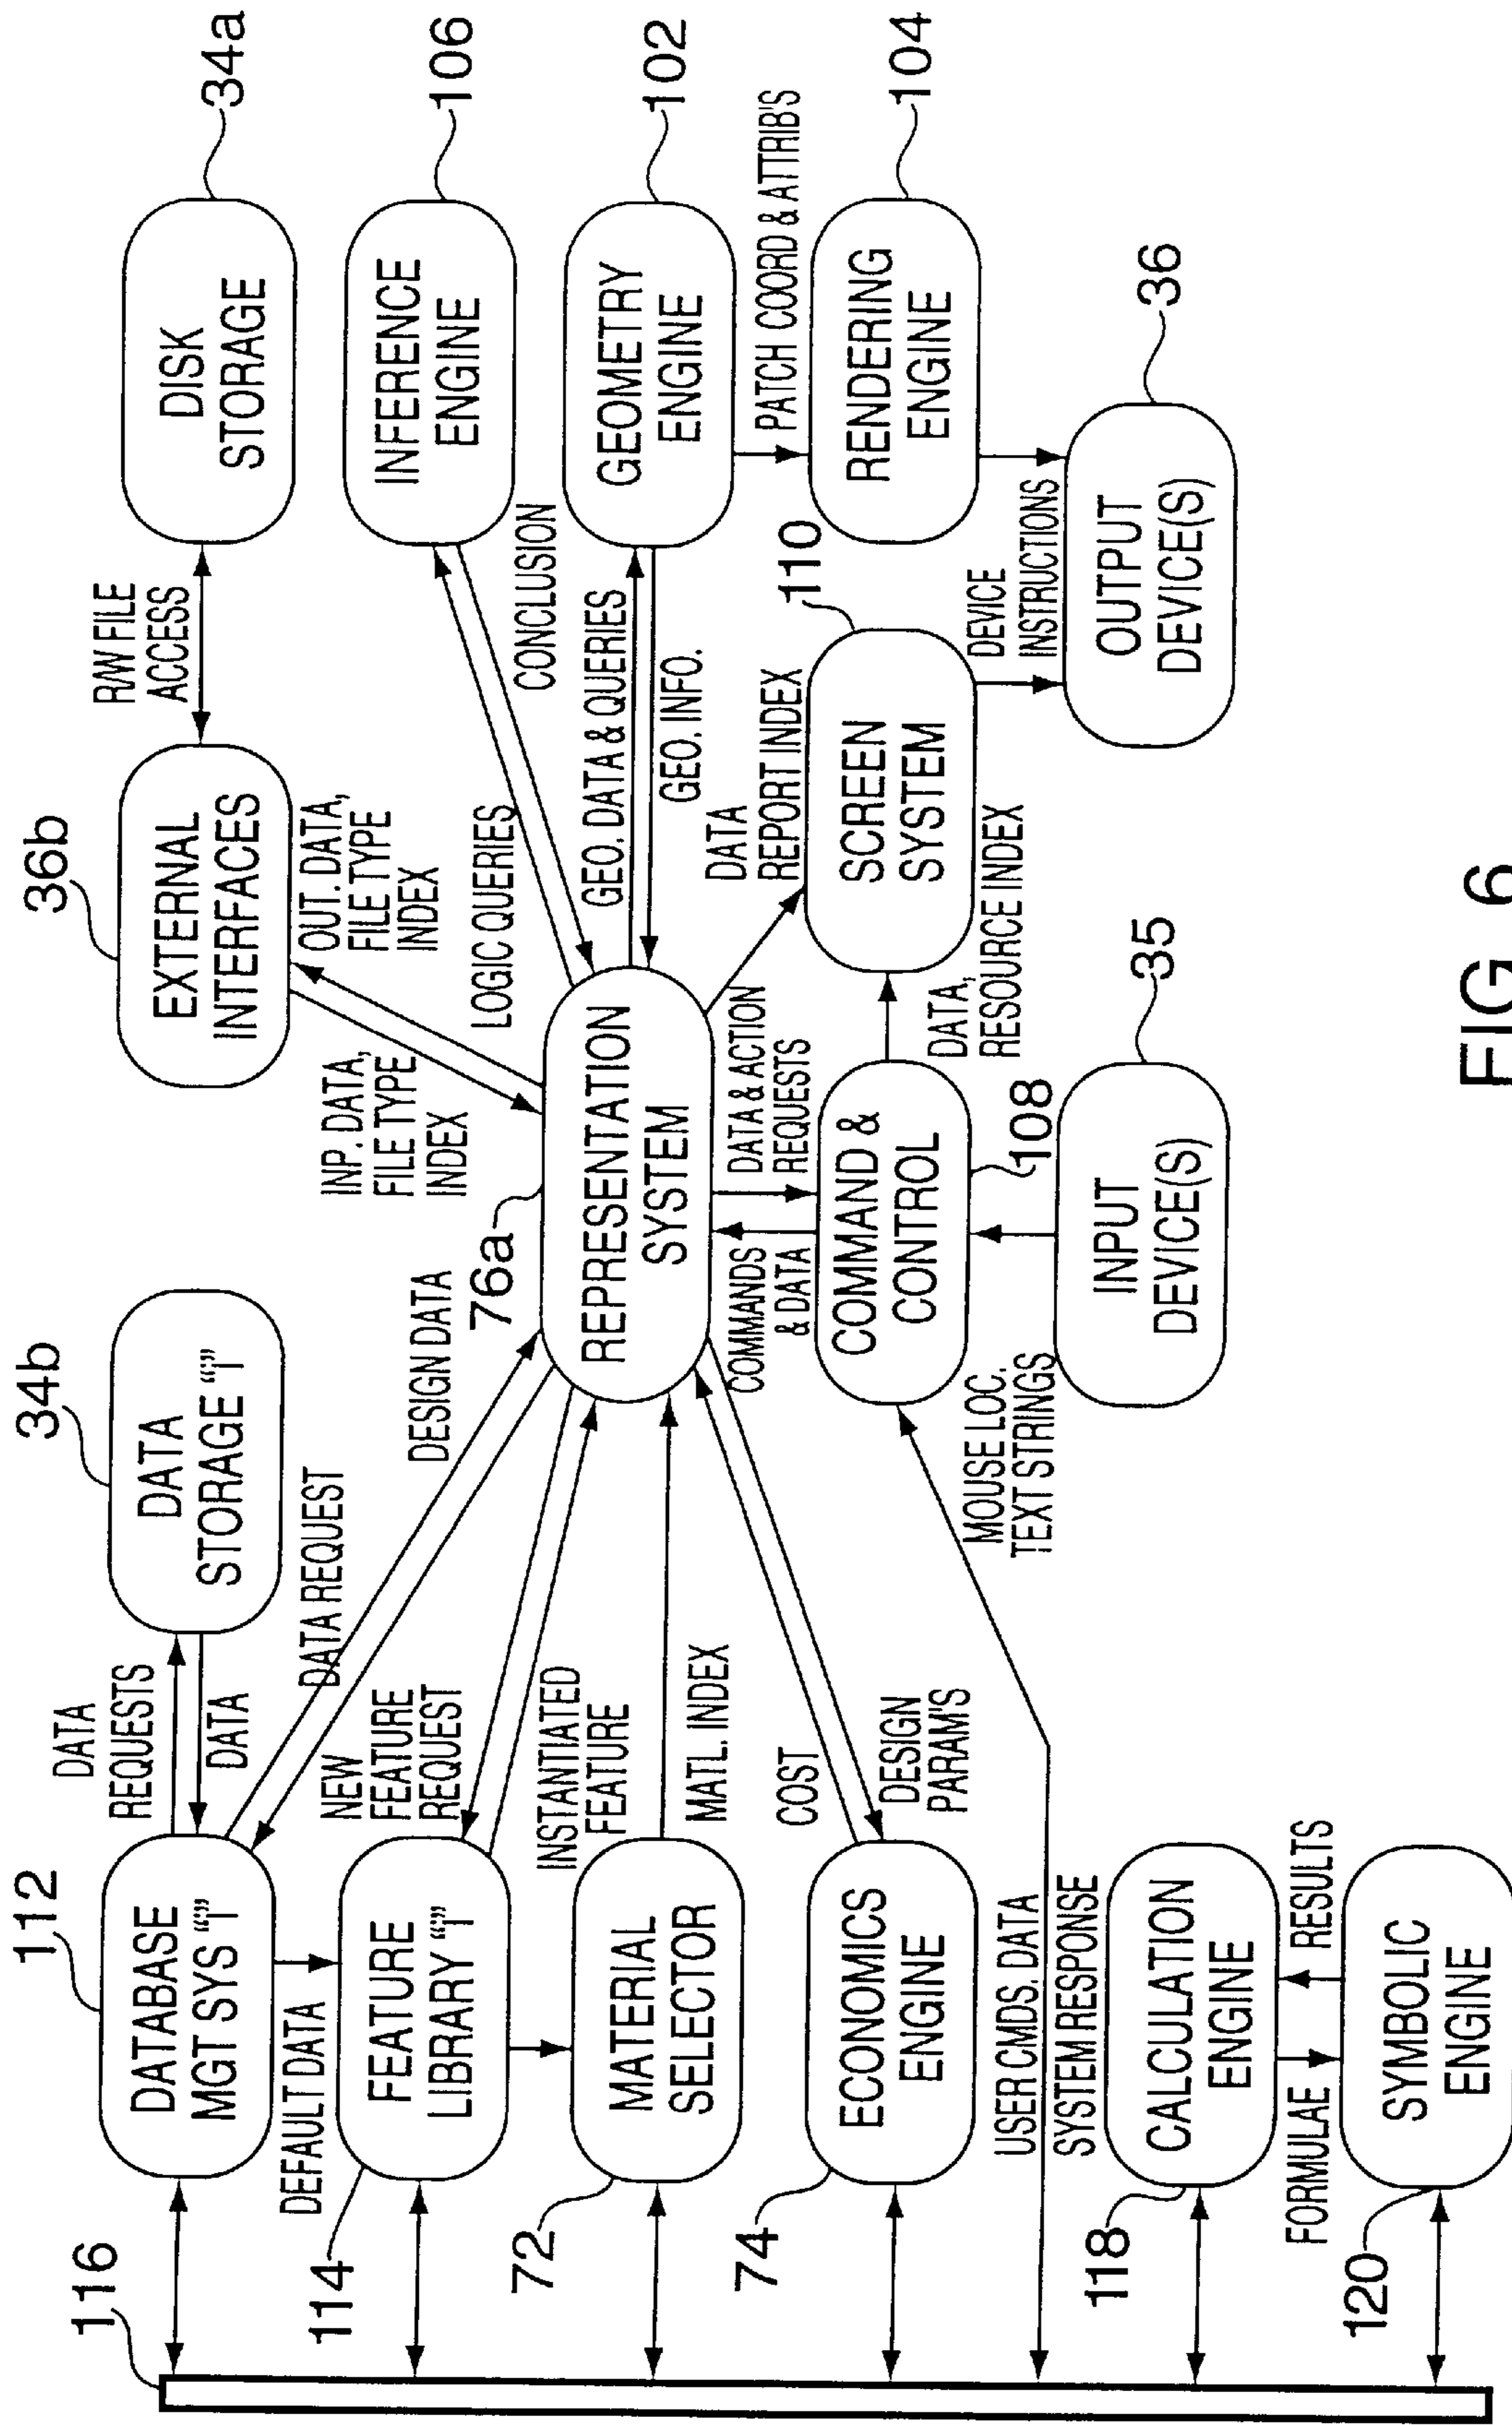 116
112
DATABASE
MGT SYS "i"
DATA
REQUESTS
DATA
34b
DATA
STORAGE "i"
36b
EXTERNAL
INTERFACES
R/W FILE
ACCESS
DISK
STORAGE
34a
DEFAULT DATA
DATA REQUEST
DESIGN DATA
INP. DATA,
FILE TYPE
INDEX
OUT. DATA,
FILE TYPE
INDEX
114
FEATURE
LIBRARY "i"
NEW
FEATURE
REQUEST
INSTANTIATED
FEATURE
76a
REPRESENTATION
SYSTEM
LOGIC QUERIES
CONCLUSION
INFERENCE
ENGINE
106
GEO. DATA & QUERIES
GEO. INFO.
GEOMETRY
ENGINE
102
72
MATERIAL
SELECTOR
MATL. INDEX
COMMANDS
& DATA
DATA & ACTION
REQUESTS
DATA
REPORT INDEX
110
PATCH COORD & ATTRIB'S
74
ECONOMICS
ENGINE
COST
DESIGN
PARAM'S
COMMAND &
CONTROL
108
SCREEN
SYSTEM
RENDERING
ENGINE
104
USER CMDS. DATA
SYSTEM RESPONSE
MOUSE LOC.
TEXT STRINGS
DATA,
RESOURCE INDEX
DEVICE
INSTRUCTIONS
118
CALCULATION
ENGINE
INPUT
DEVICE(S)
35
OUTPUT
DEVICE(S)
36
FORMULAE
RESULTS
120
SYMBOLIC
ENGINE
FIG 6